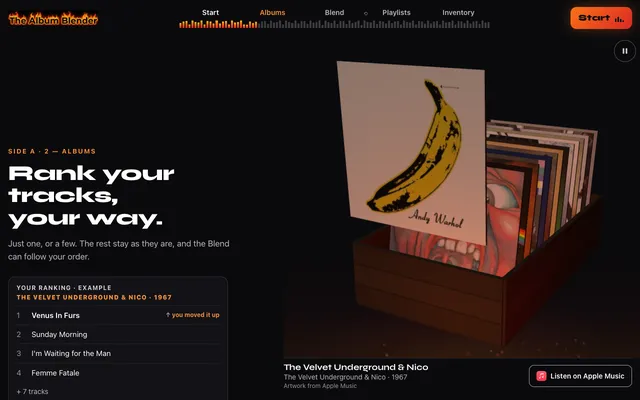 The Album Blender
Start
Albums
Blend
Playlists
Inventory
Start
SIDE A · 2 — ALBUMS
Rank your
tracks,
your way.
Just one, or a few. The rest stay as they are, and the Blend
can follow your order.
YOUR RANKING · EXAMPLE
THE VELVET UNDERGROUND & NICO · 1967
1 Venus In Furs ↑ you moved it up
2 Sunday Morning
3 I'm Waiting for the Man
4 Femme Fatale
+ 7 tracks
Andy Warhol
The Velvet Underground & Nico
The Velvet Underground & Nico · 1967
Artwork from Apple Music
Listen on Apple Music